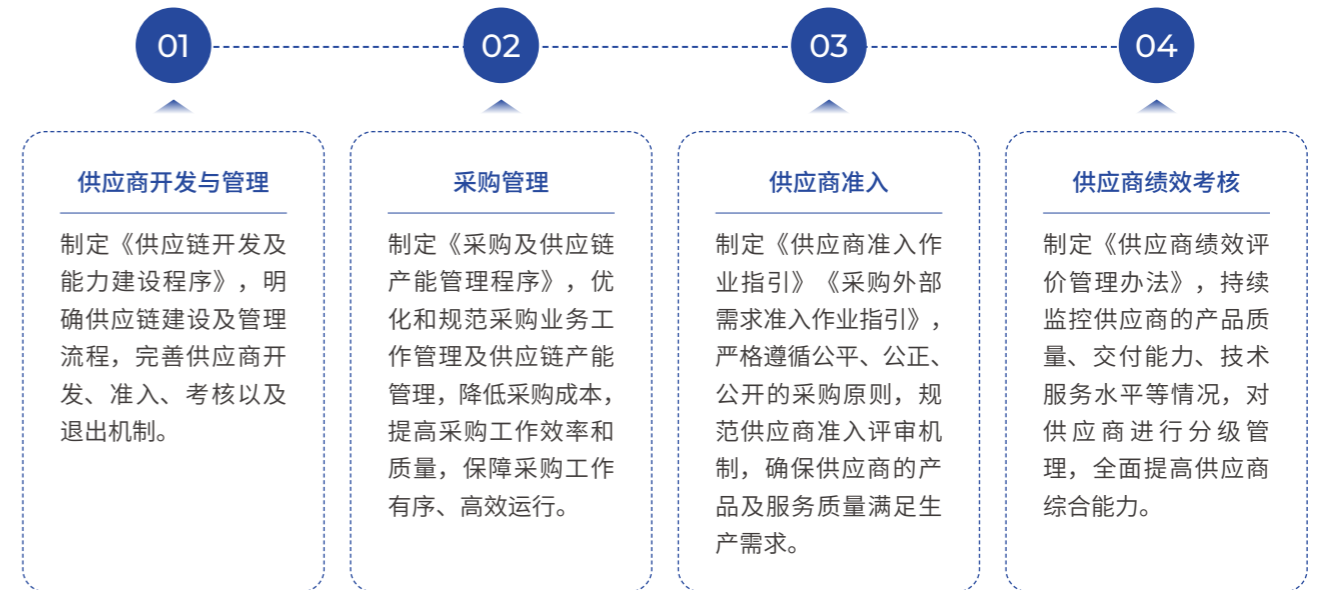 01
02
03
04
供应商开发与管理
制定《供应链开发及
能力建设程序》，明
确供应链建设及管理
流程，完善供应商开
发、准入、考核以及
退出机制。
采购管理
制定《采购及供应链
产能管理程序》，优
化和规范采购业务工
作管理及供应链产能
管理，降低采购成本，
提高采购工作效率和
质量，保障采购工作
有序、高效运行。
供应商准入
制定《供应商准入作
业指引》《采购外部
需求准入作业指引》，
严格遵循公平、公正、
公开的采购原则，规
范供应商准入评审机
制，确保供应商的产
品及服务质量满足生
产需求。
供应商绩效考核
制定《供应商绩效评
价管理办法》，持续
监控供应商的产品质
量、交付能力、技术
服务水平等情况，对
供应商进行分级管
理，全面提高供应商
综合能力。